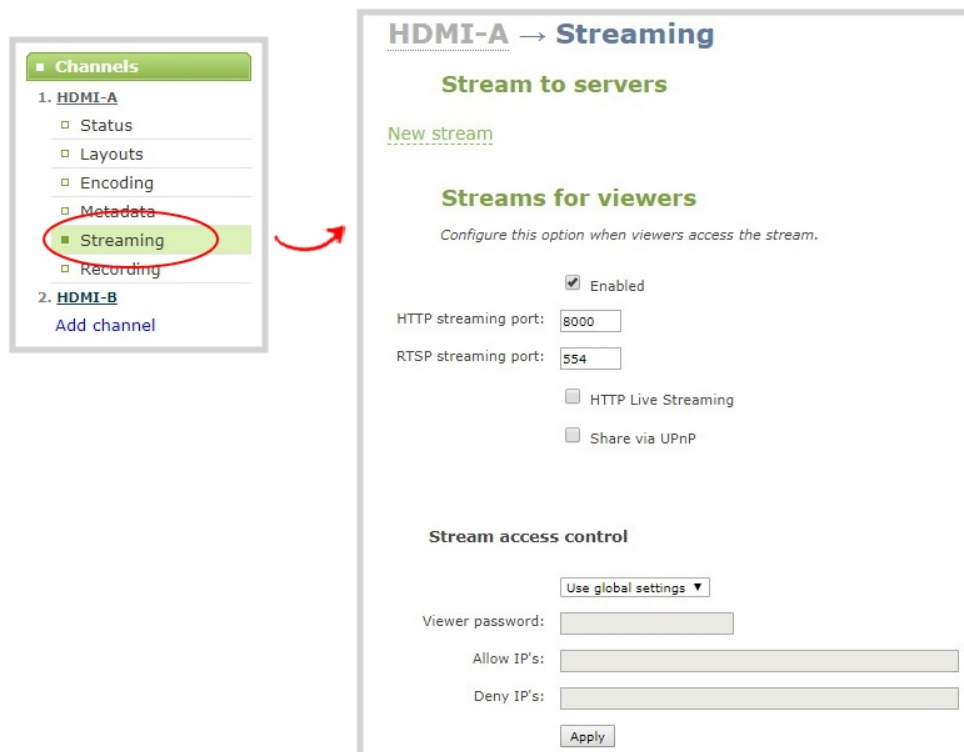 Channels
1. HDMI-A
Status
Layouts
Encoding
Metadata
Streaming
Recording
2. HDMI-B
Add channel
HDMI-A → Streaming
Stream to servers
New stream
Streams for viewers
Configure this option when viewers access the stream.
Enabled
HTTP streaming port: 8000
RTSP streaming port: 554
HTTP Live Streaming
Share via UPnP
Stream access control
Use global settings ▼
Viewer password:
Allow IP's:
Deny IP's:
Apply